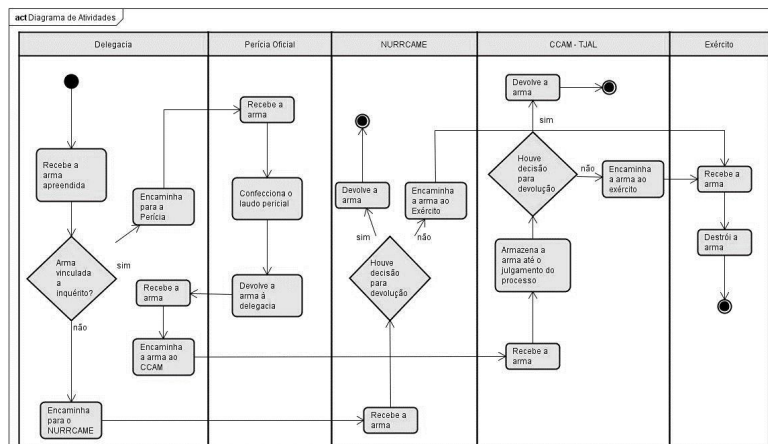 act Diagrama de Atividades
Delegacia
Perícia Oficial
NURRCAME
CCAM - TJAL
Exército
Recebe a
arma
apreendida
Arma
vinculada
a
inquérito?
sim
não
Encaminha
para a
Perícia
Recebe a
arma
Encaminha
a arma ao
CCAM
Encaminha
para o
NURRCAME
Recebe a
arma
Confecciona o
laudo pericial
Devolve a
arma à
delegacia
Devolve a
arma
Encaminha
a arma ao
Exército
sim
não
Houve
decisão
para
devolução
Recebe a
arma
Devolve a
arma
sim
Houve
decisão
para
devolução
não
Encaminha
a arma ao
exército
Armazena
a arma até
o
julgamento
do
processo
Recebe a
arma
Recebe a
arma
Destrói a
arma